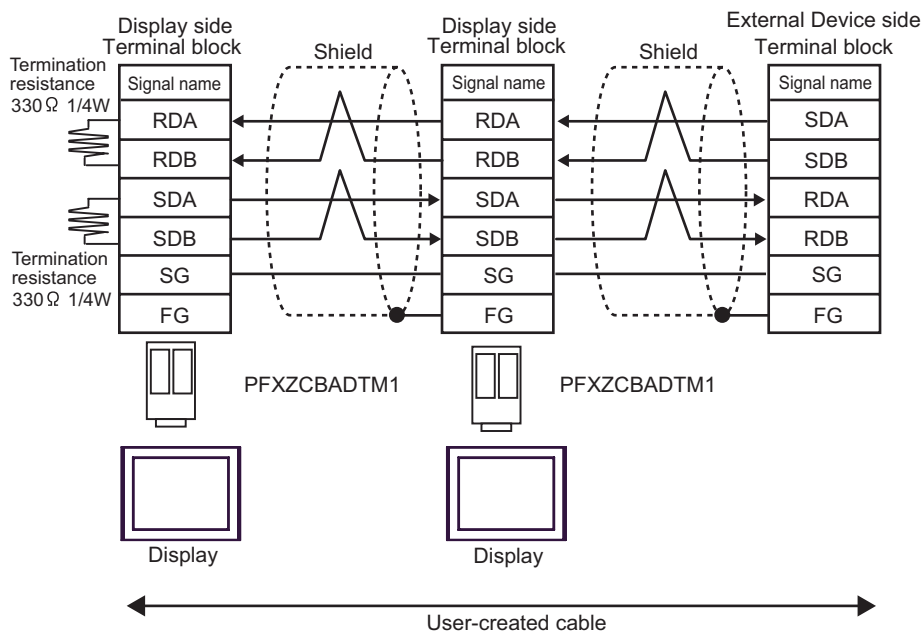 Display side
Terminal block
Display side
Terminal block
External Device side
Terminal block
Shield
Shield
Termination
resistance
330Ω 1/4W
Signal name
RDA
RDB
SDA
SDB
SG
FG
Termination
resistance
330Ω 1/4W
Signal name
RDA
RDB
SDA
SDB
SG
FG
Signal name
SDA
SDB
RDA
RDB
SG
FG
PFXZCBADTM1
PFXZCBADTM1
Display
Display
User-created cable